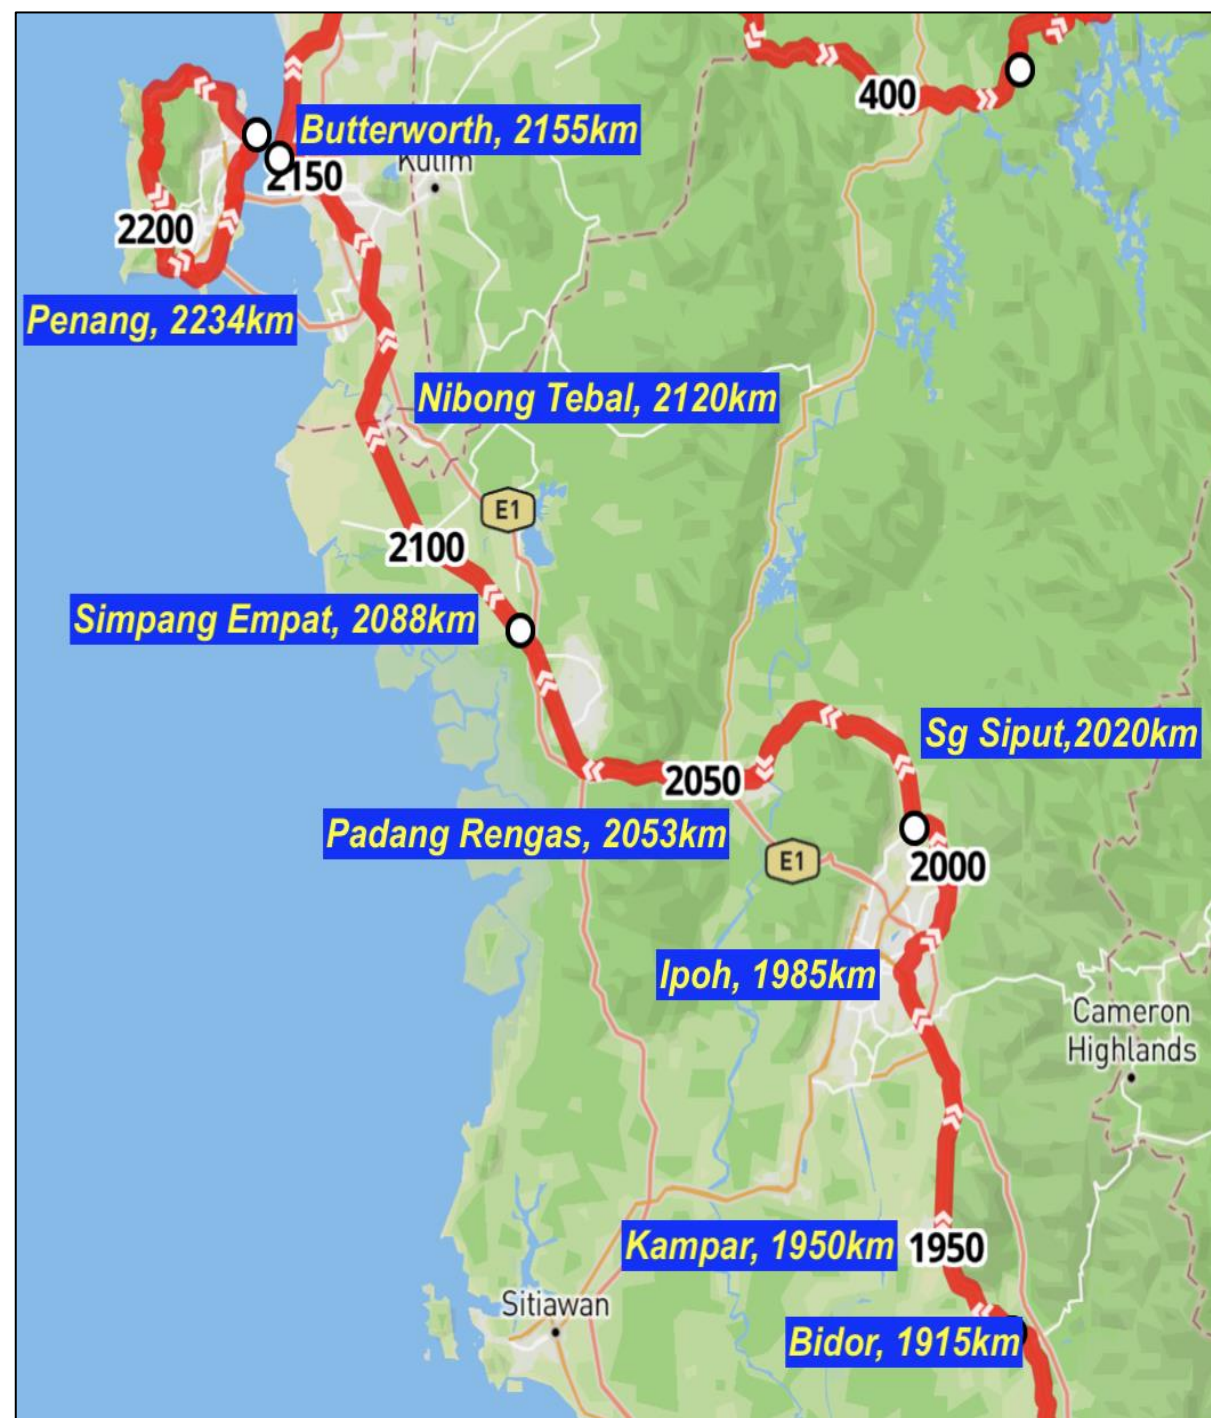 400
Butterworth, 2155km
Kulim
2150
2200
Penang, 2234km
Nibong Tebal, 2120km
E1
2100
Simpang Empat, 2088km
Sg Siput,2020km
2050
Padang Rengas, 2053km
E1
2000
Ipoh, 1985km
Cameron
Highlands
Kampar, 1950km
1950
Sitiawan
Bidor, 1915km